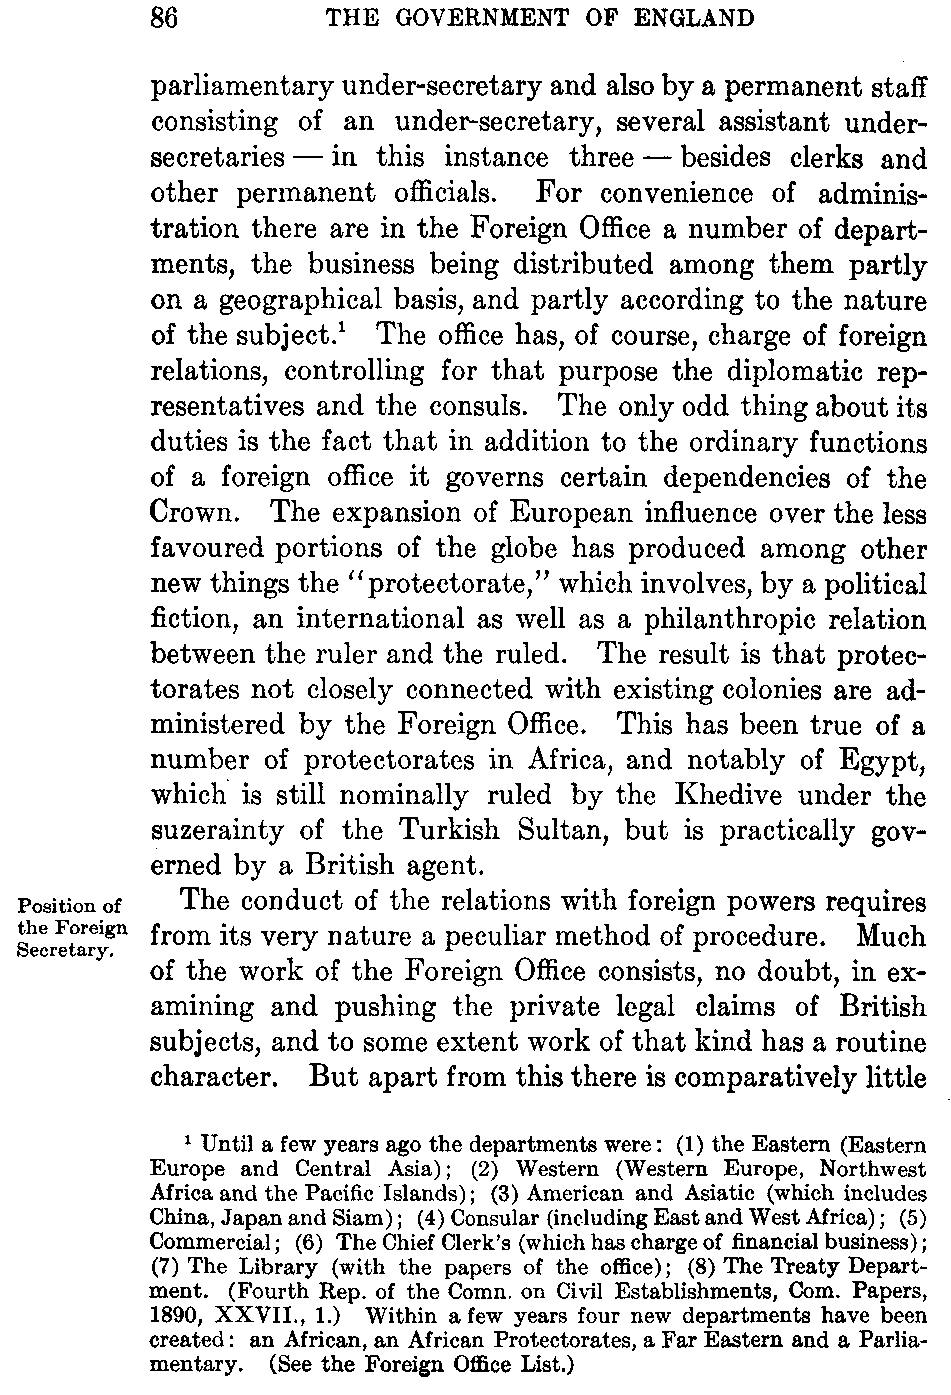 86 THE GOVERNMENT OF ENGLAND
parliamentary under-secretary and also by a permanent staff
consisting of an under-secretary, several assistant under-
secretaries — in this instance three — besides clerks and
other permanent officials. For convenience of adminis-
tration there are in the Foreign Office a number of depart-
ments, the business being distributed among them partly
on a geographical basis, and partly according to the nature
of the subject.¹ The office has, of course, charge of foreign
relations, controlling for that purpose the diplomatic rep-
resentatives and the consuls. The only odd thing about its
duties is the fact that in addition to the ordinary functions
of a foreign office it governs certain dependencies of the
Crown. The expansion of European influence over the less
favoured portions of the globe has produced among other
new things the "protectorate," which involves, by a political
fiction, an international as well as a philanthropic relation
between the ruler and the ruled. The result is that protec-
torates not closely connected with existing colonies are ad-
ministered by the Foreign Office. This has been true of a
number of protectorates in Africa, and notably of Egypt,
which is still nominally ruled by the Khedive under the
suzerainty of the Turkish Sultan, but is practically gov-
erned by a British agent.
Position of
the Foreign
Secretary.
The conduct of the relations with foreign powers requires
from its very nature a peculiar method of procedure. Much
of the work of the Foreign Office consists, no doubt, in ex-
amining and pushing the private legal claims of British
subjects, and to some extent work of that kind has a routine
character. But apart from this there is comparatively little
¹ Until a few years ago the departments were: (1) the Eastern (Eastern
Europe and Central Asia); (2) Western (Western Europe, Northwest
Africa and the Pacific Islands); (3) American and Asiatic (which includes
China, Japan and Siam); (4) Consular (including East and West Africa); (5)
Commercial; (6) The Chief Clerk's (which has charge of financial business);
(7) The Library (with the papers of the office); (8) The Treaty Depart-
ment. (Fourth Rep. of the Comn. on Civil Establishments, Com. Papers,
1890, XXVII., 1.) Within a few years four new departments have been
created: an African, an African Protectorates, a Far Eastern and a Parlia-
mentary. (See the Foreign Office List.)